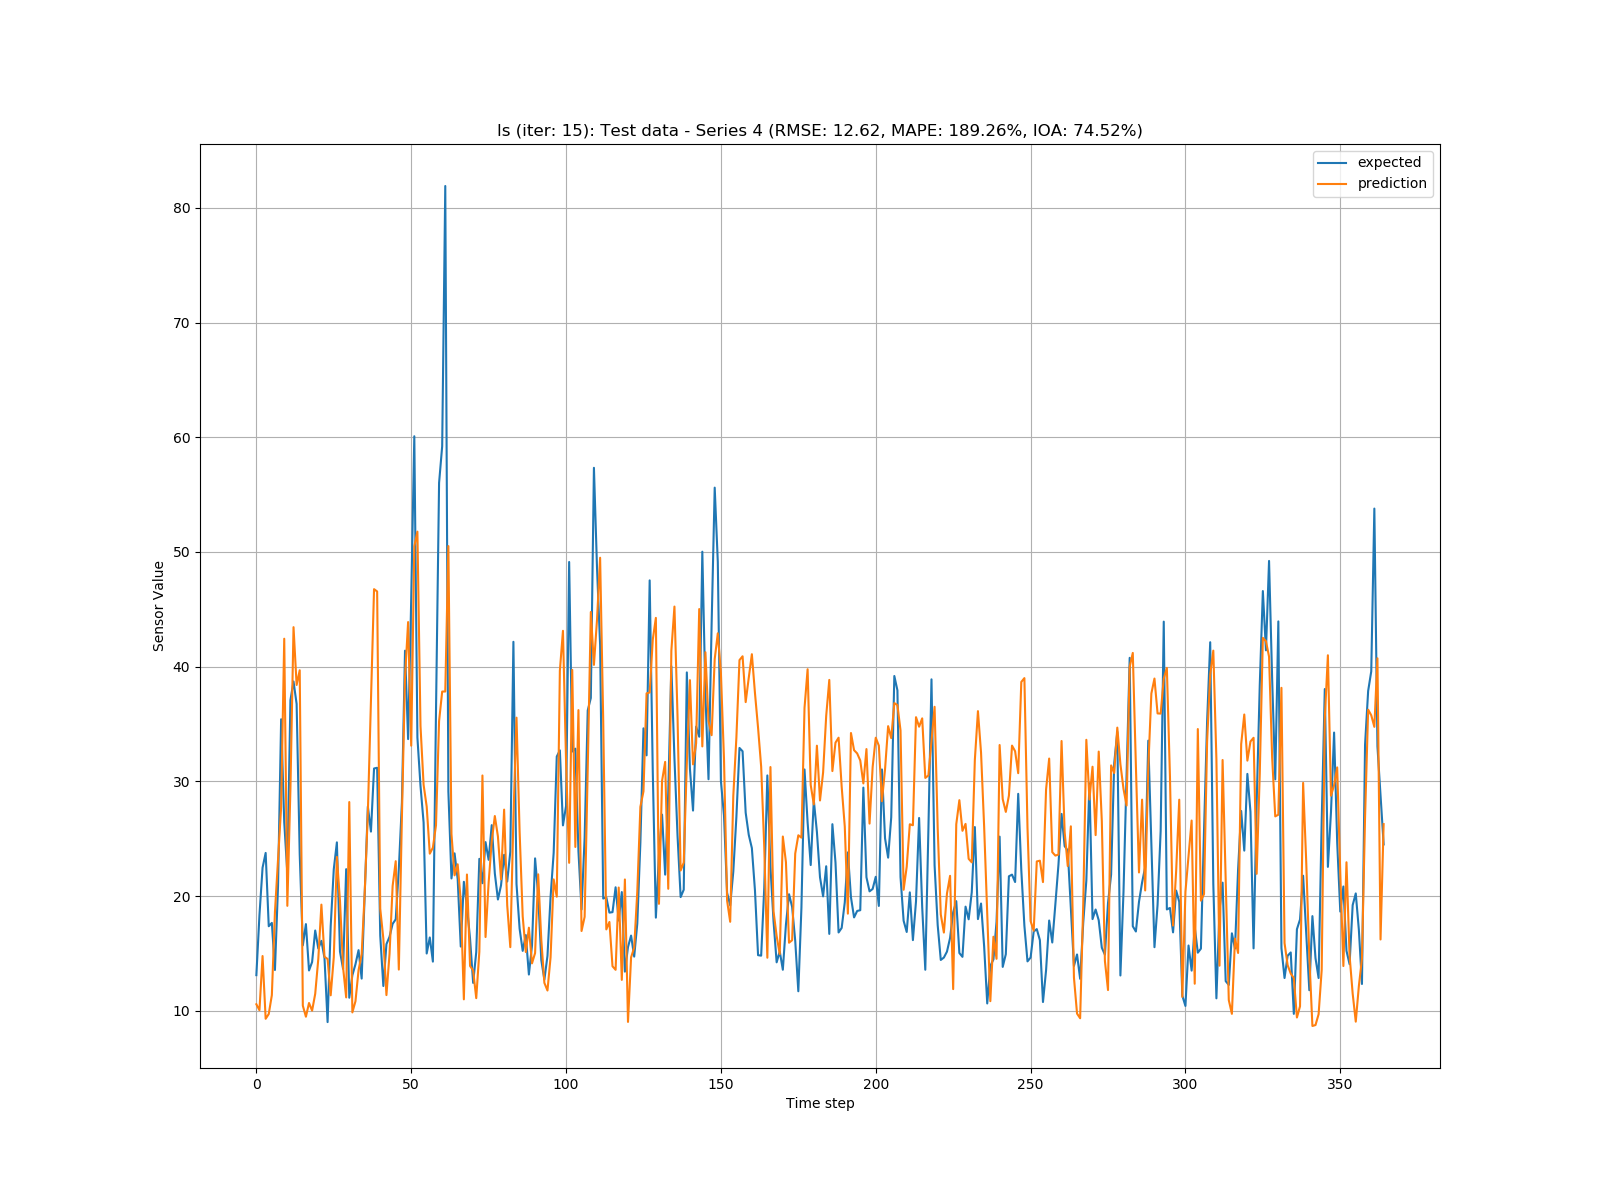 ls (iter: 15): Test data - Series 4 (RMSE: 12.62, MAPE: 189.26%, IOA: 74.52%)
expected
prediction
80
70
60
50
40
30
20
10
Sensor Value
0 50 100 150 200 250 300 350
Time step